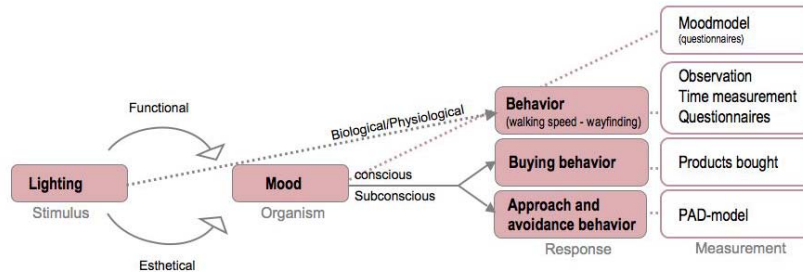 Moodmodel
(questionnaires)
Observation
Time measurement
Questionnaires
Functional
Biological/Physiological
Behavior
(walking speed - wayfinding)
Lighting
Stimulus
Mood
Organism
conscious
Subconscious
Buying behavior
Products bought
Approach and
avoidance behavior
PAD-model
Response
Measurement
Esthetical